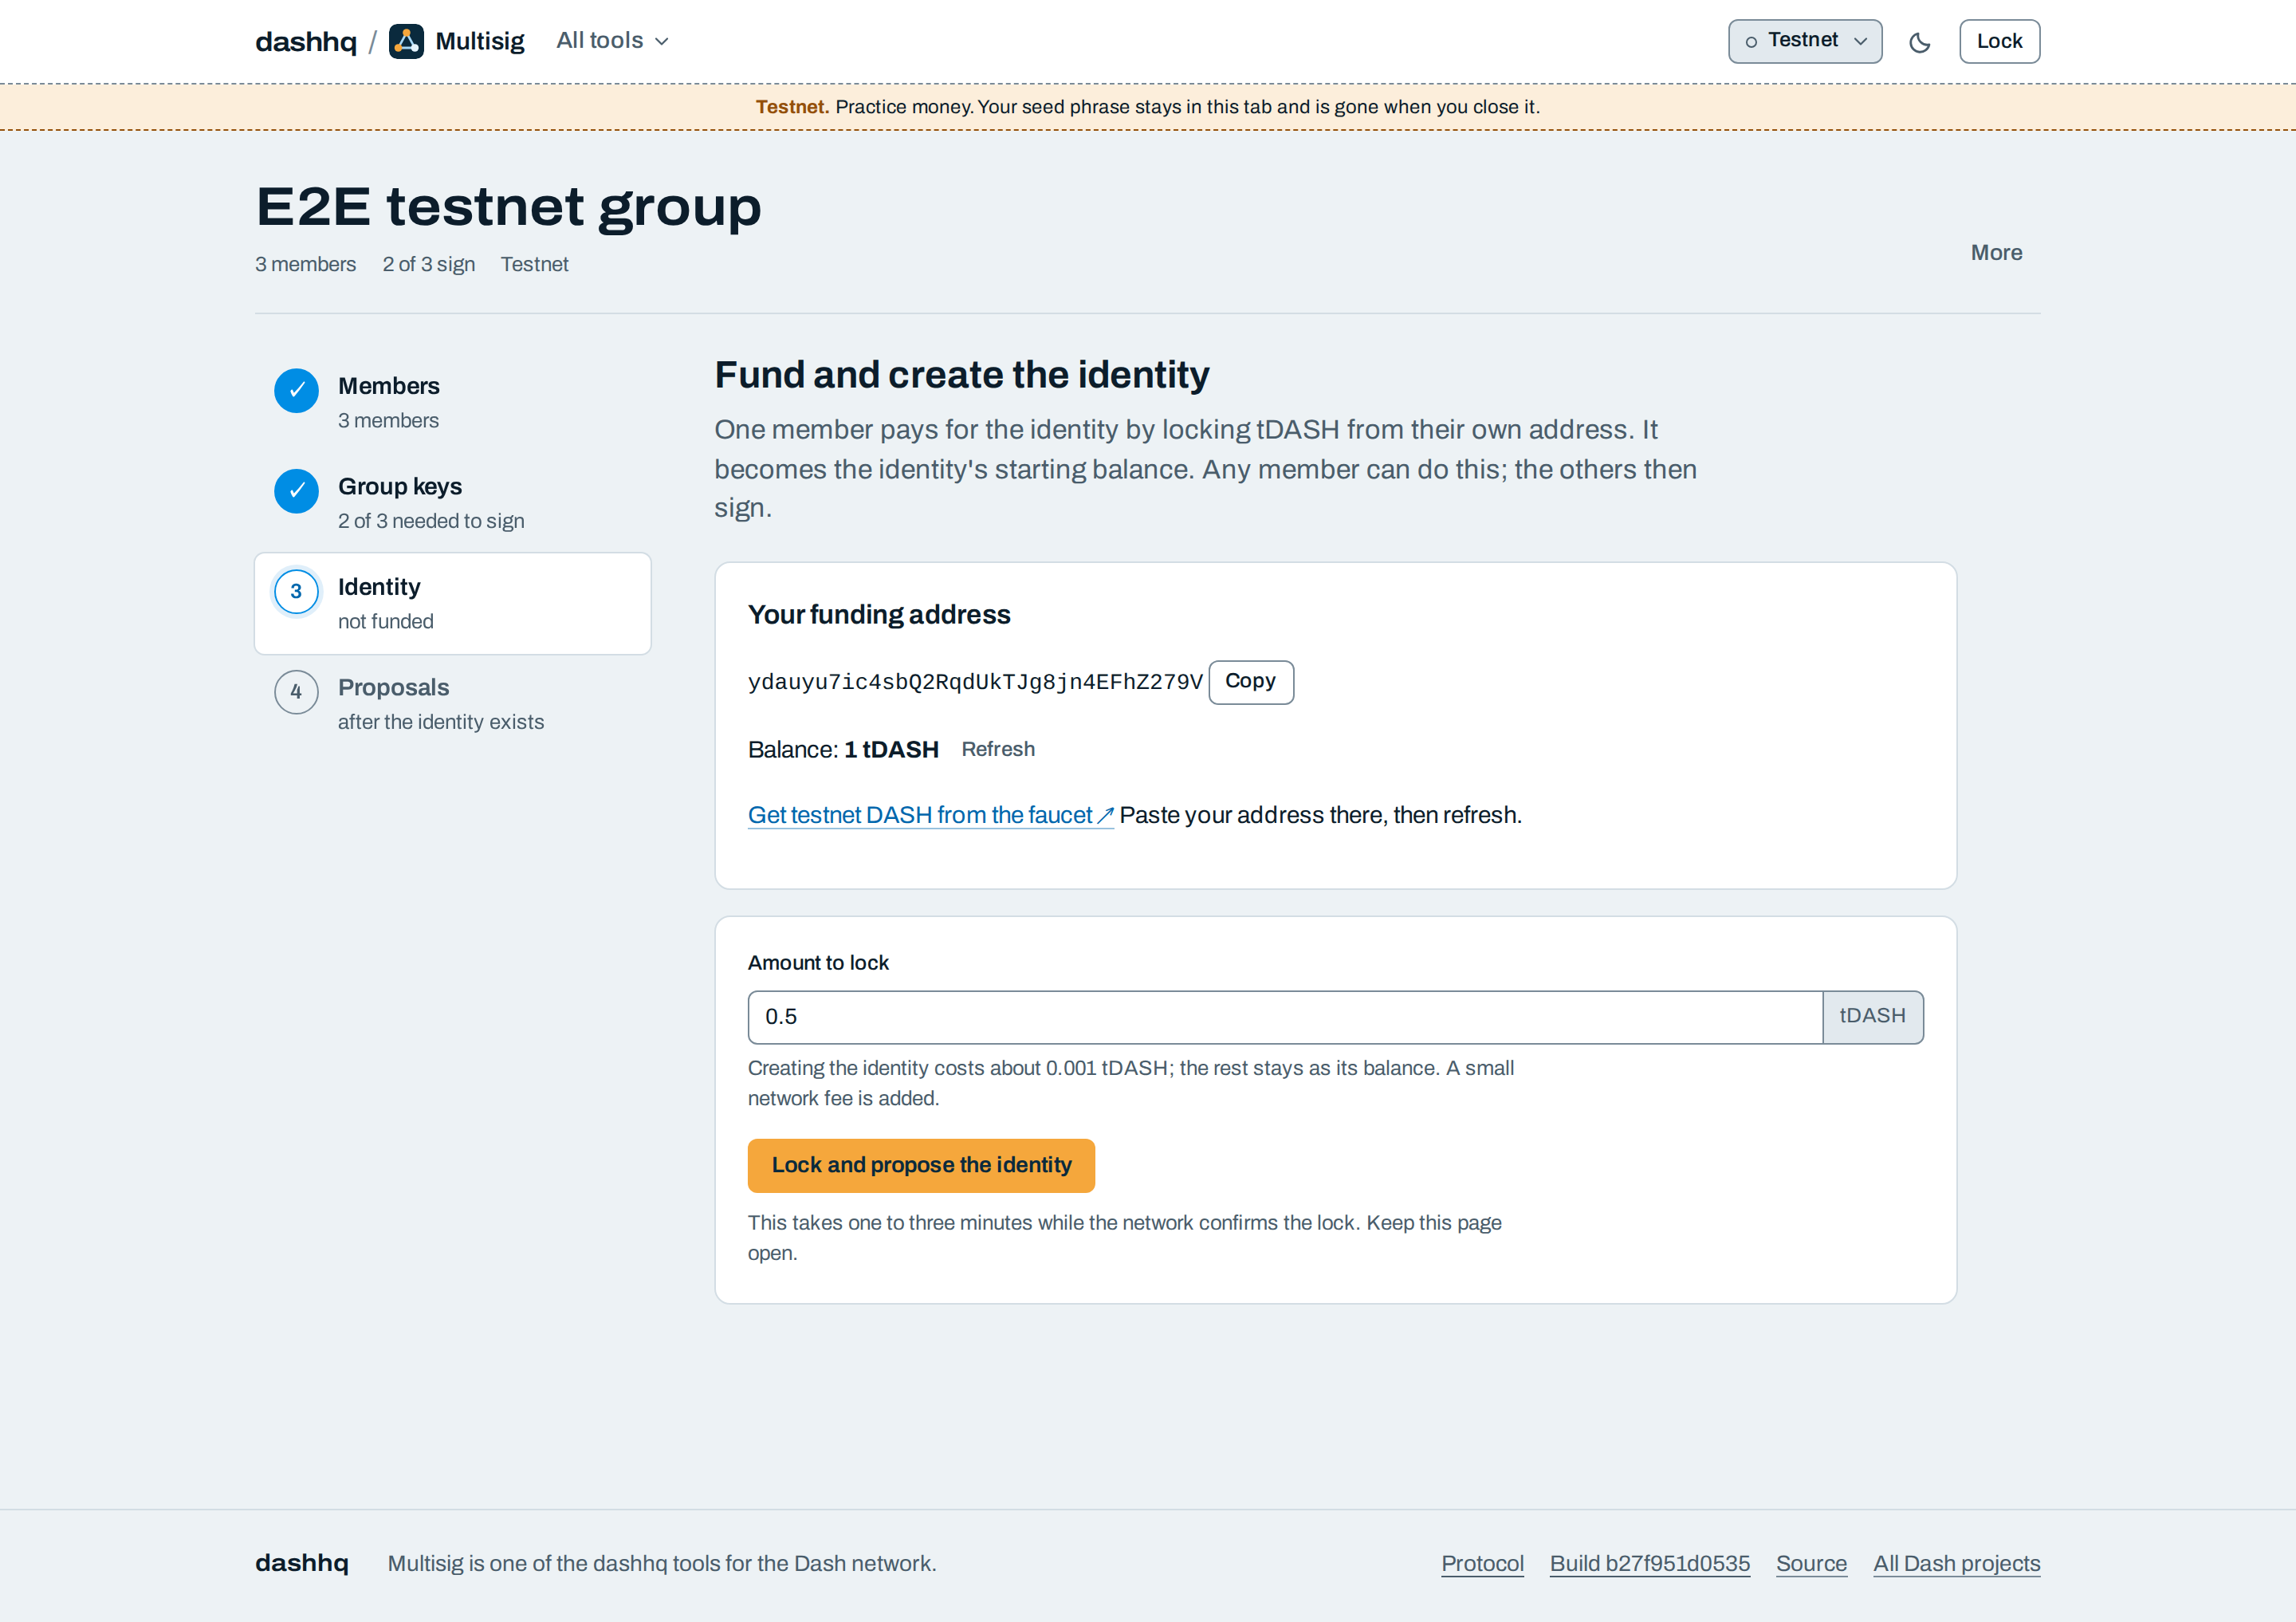 dashhq / Multisig All tools
Testnet Lock
Testnet. Practice money. Your seed phrase stays in this tab and is gone when you close it.
E2E testnet group
3 members 2 of 3 sign Testnet
More
✓ Members
3 members
✓ Group keys
2 of 3 needed to sign
3 Identity
not funded
4 Proposals
after the identity exists
Fund and create the identity
One member pays for the identity by locking tDASH from their own address. It
becomes the identity's starting balance. Any member can do this; the others then
sign.
Your funding address
ydauyu7ic4sbQ2RqdUkTJg8jn4EFhZ279V Copy
Balance: 1 tDASH Refresh
Get testnet DASH from the faucet ↗ Paste your address there, then refresh.
Amount to lock
0.5 tDASH
Creating the identity costs about 0.001 tDASH; the rest stays as its balance. A small
network fee is added.
Lock and propose the identity
This takes one to three minutes while the network confirms the lock. Keep this page
open.
dashhq Multisig is one of the dashhq tools for the Dash network.
Protocol Build b27f951d0535 Source All Dash projects